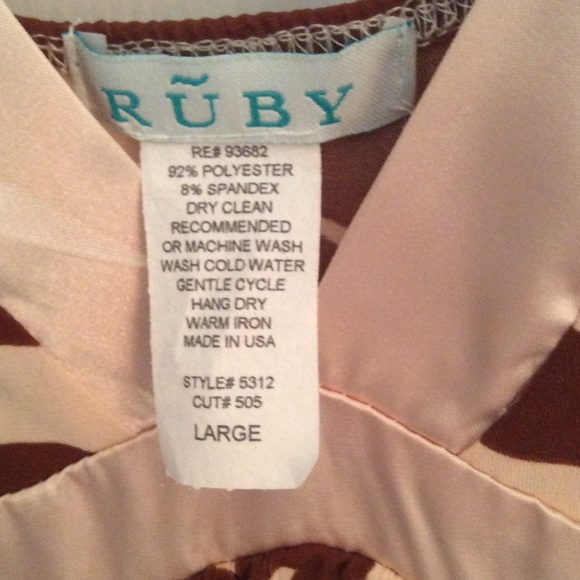 RŨBY
RE# 93682
92% POLYESTER
8% SPANDEX
DRY CLEAN
RECOMMENDED
OR MACHINE WASH
WASH COLD WATER
GENTLE CYCLE
HANG DRY
WARM IRON
MADE IN USA
STYLE# 5312
CUT# 505
LARGE